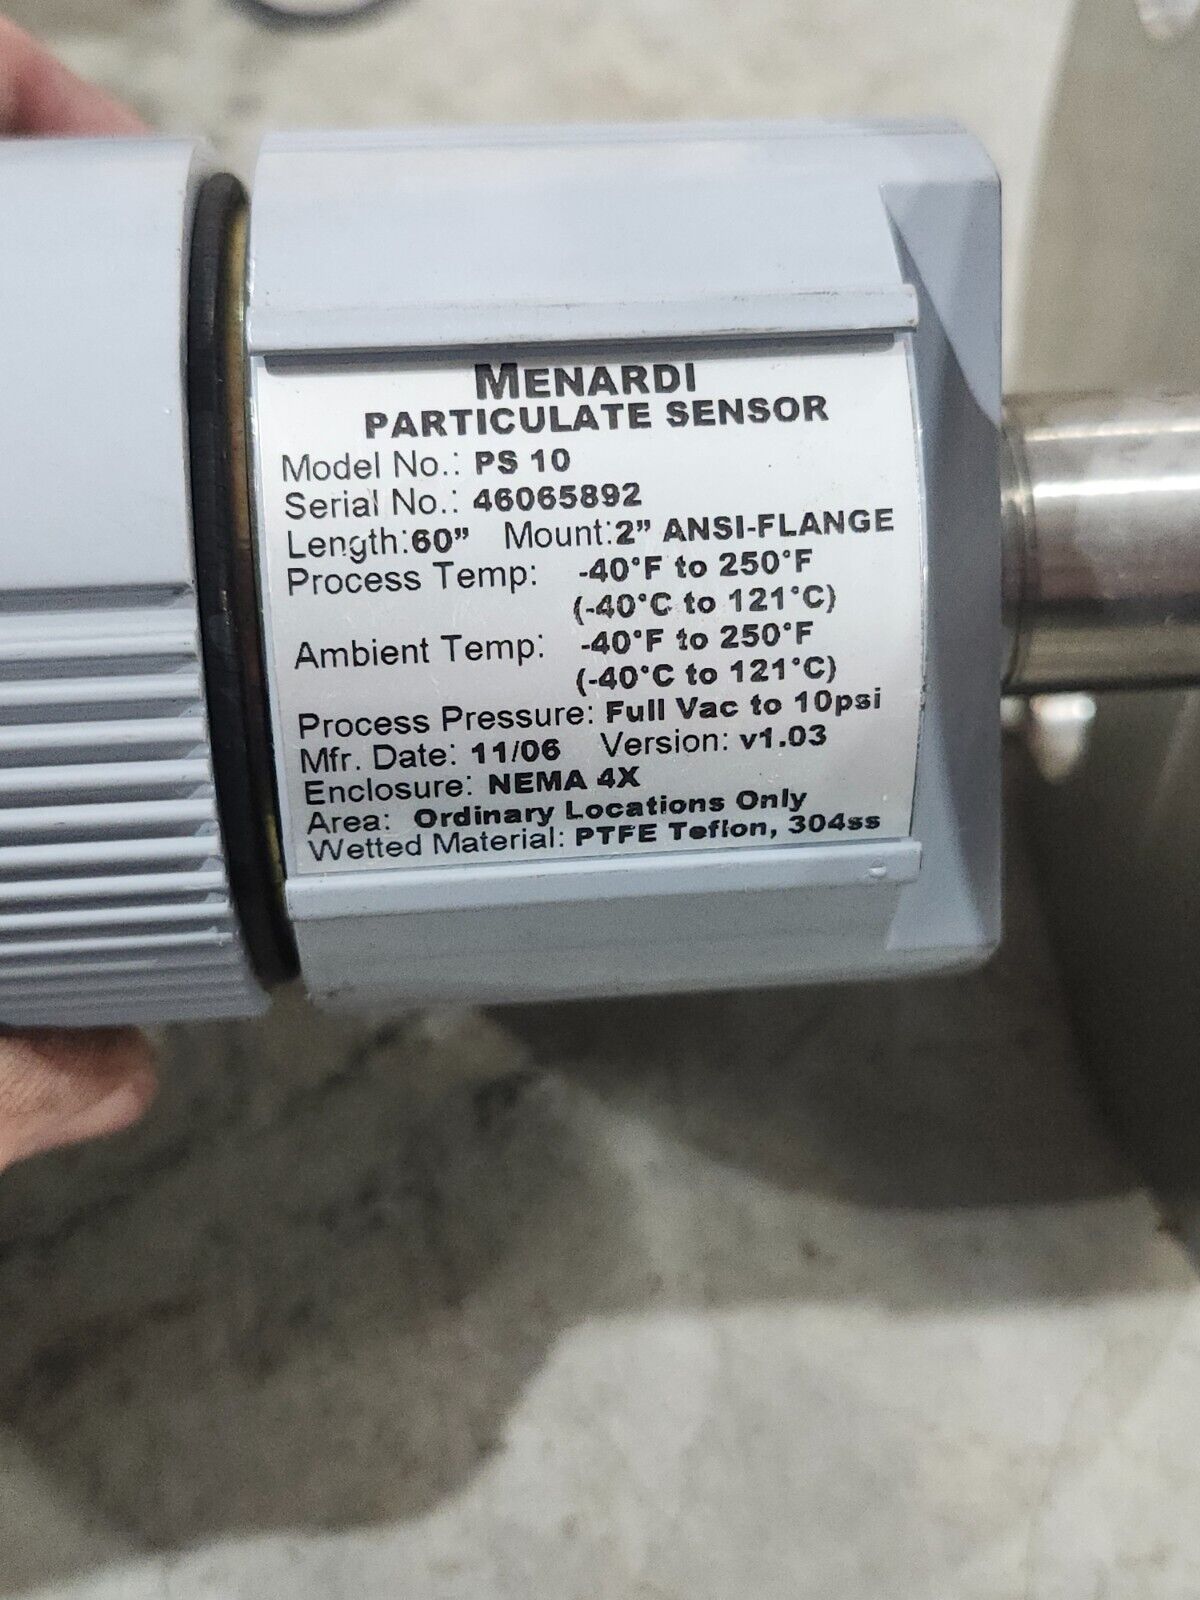 MENARDI
PARTICULATE SENSOR
Model No.: PS 10
Serial No.: 46065892
Length:60” Mount:2” ANSI-FLANGE
Process Temp: -40°F to 250°F
(-40°C to 121°C)
Ambient Temp: -40°F to 250°F
(-40°C to 121°C)
Process Pressure: Full Vac to 10psi
Mfr. Date: 11/06 Version: v1.03
Enclosure: NEMA 4X
Area: Ordinary Locations Only
Wetted Material: PTFE Teflon, 304ss